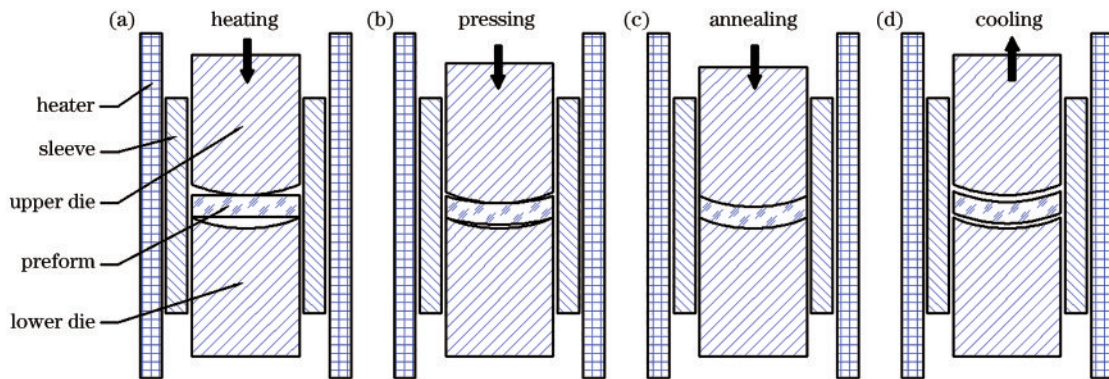 (a) heating
(b) pressing
(c) annealing
(d) cooling
heater
sleeve
upper die
preform
lower die